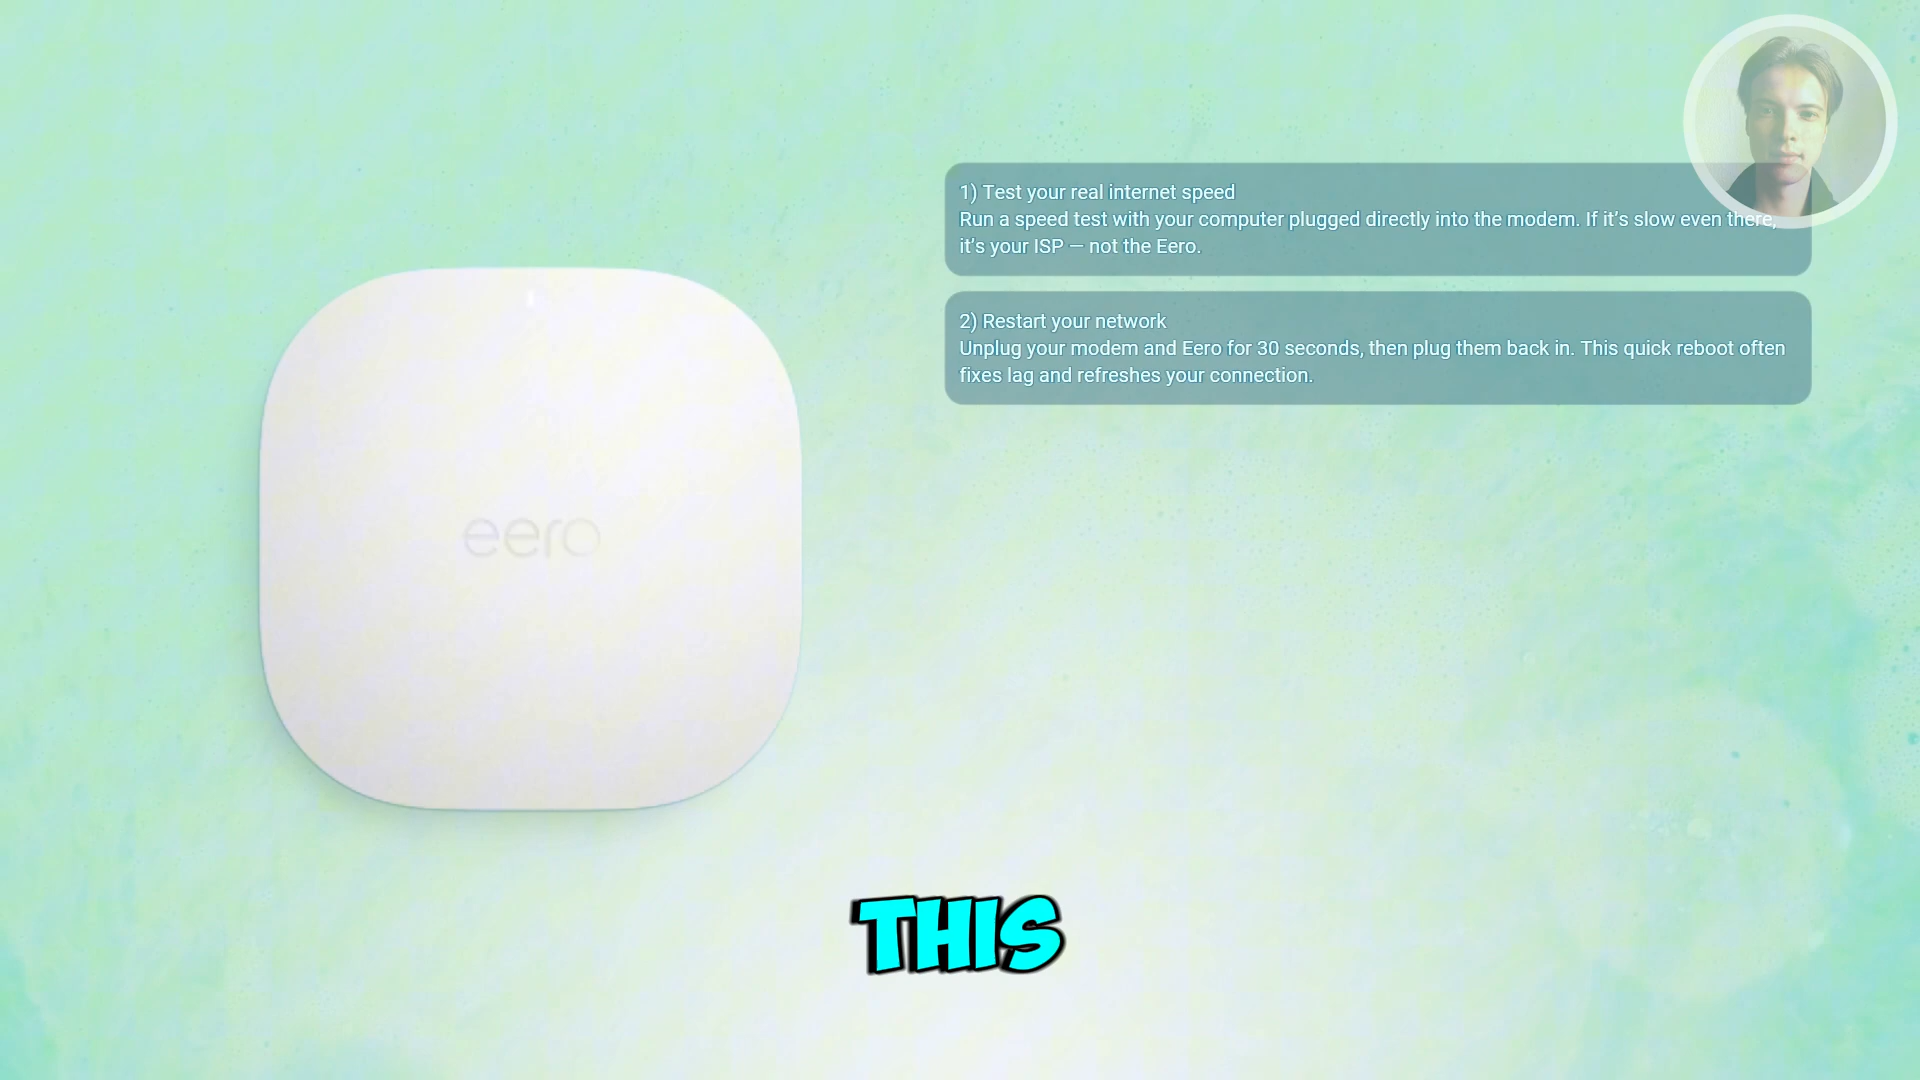 1) Test your real internet speed
Run a speed test with your computer plugged directly into the modem. If it’s slow even there,
it’s your ISP — not the Eero.
2) Restart your network
Unplug your modem and Eero for 30 seconds, then plug them back in. This quick reboot often
fixes lag and refreshes your connection.
eero
THIS